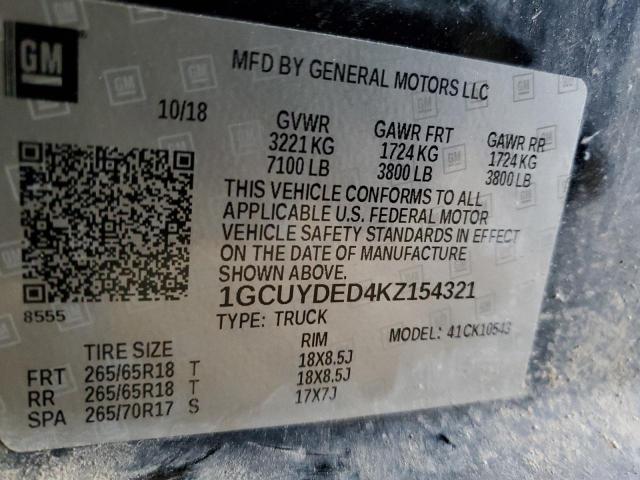 GM
MFD BY GENERAL MOTORS LLC
10/18
GVWR GAWR FRT GAWR RR
3221 KG 1724 KG 1724 KG
7100 LB 3800 LB 3800 LB
THIS VEHICLE CONFORMS TO ALL
APPLICABLE U.S. FEDERAL MOTOR
VEHICLE SAFETY STANDARDS IN EFFECT
ON THE DATE OF MANUFACTURE
SHOWN ABOVE.
8555
1GCUYDED4KZ154321
TYPE: TRUCK MODEL: 41CK10543
TIRE SIZE RIM
FRT 265/65R18 T 18X8.5J
RR 265/65R18 T 18X8.5J
SPA 265/70R17 S 17X7J